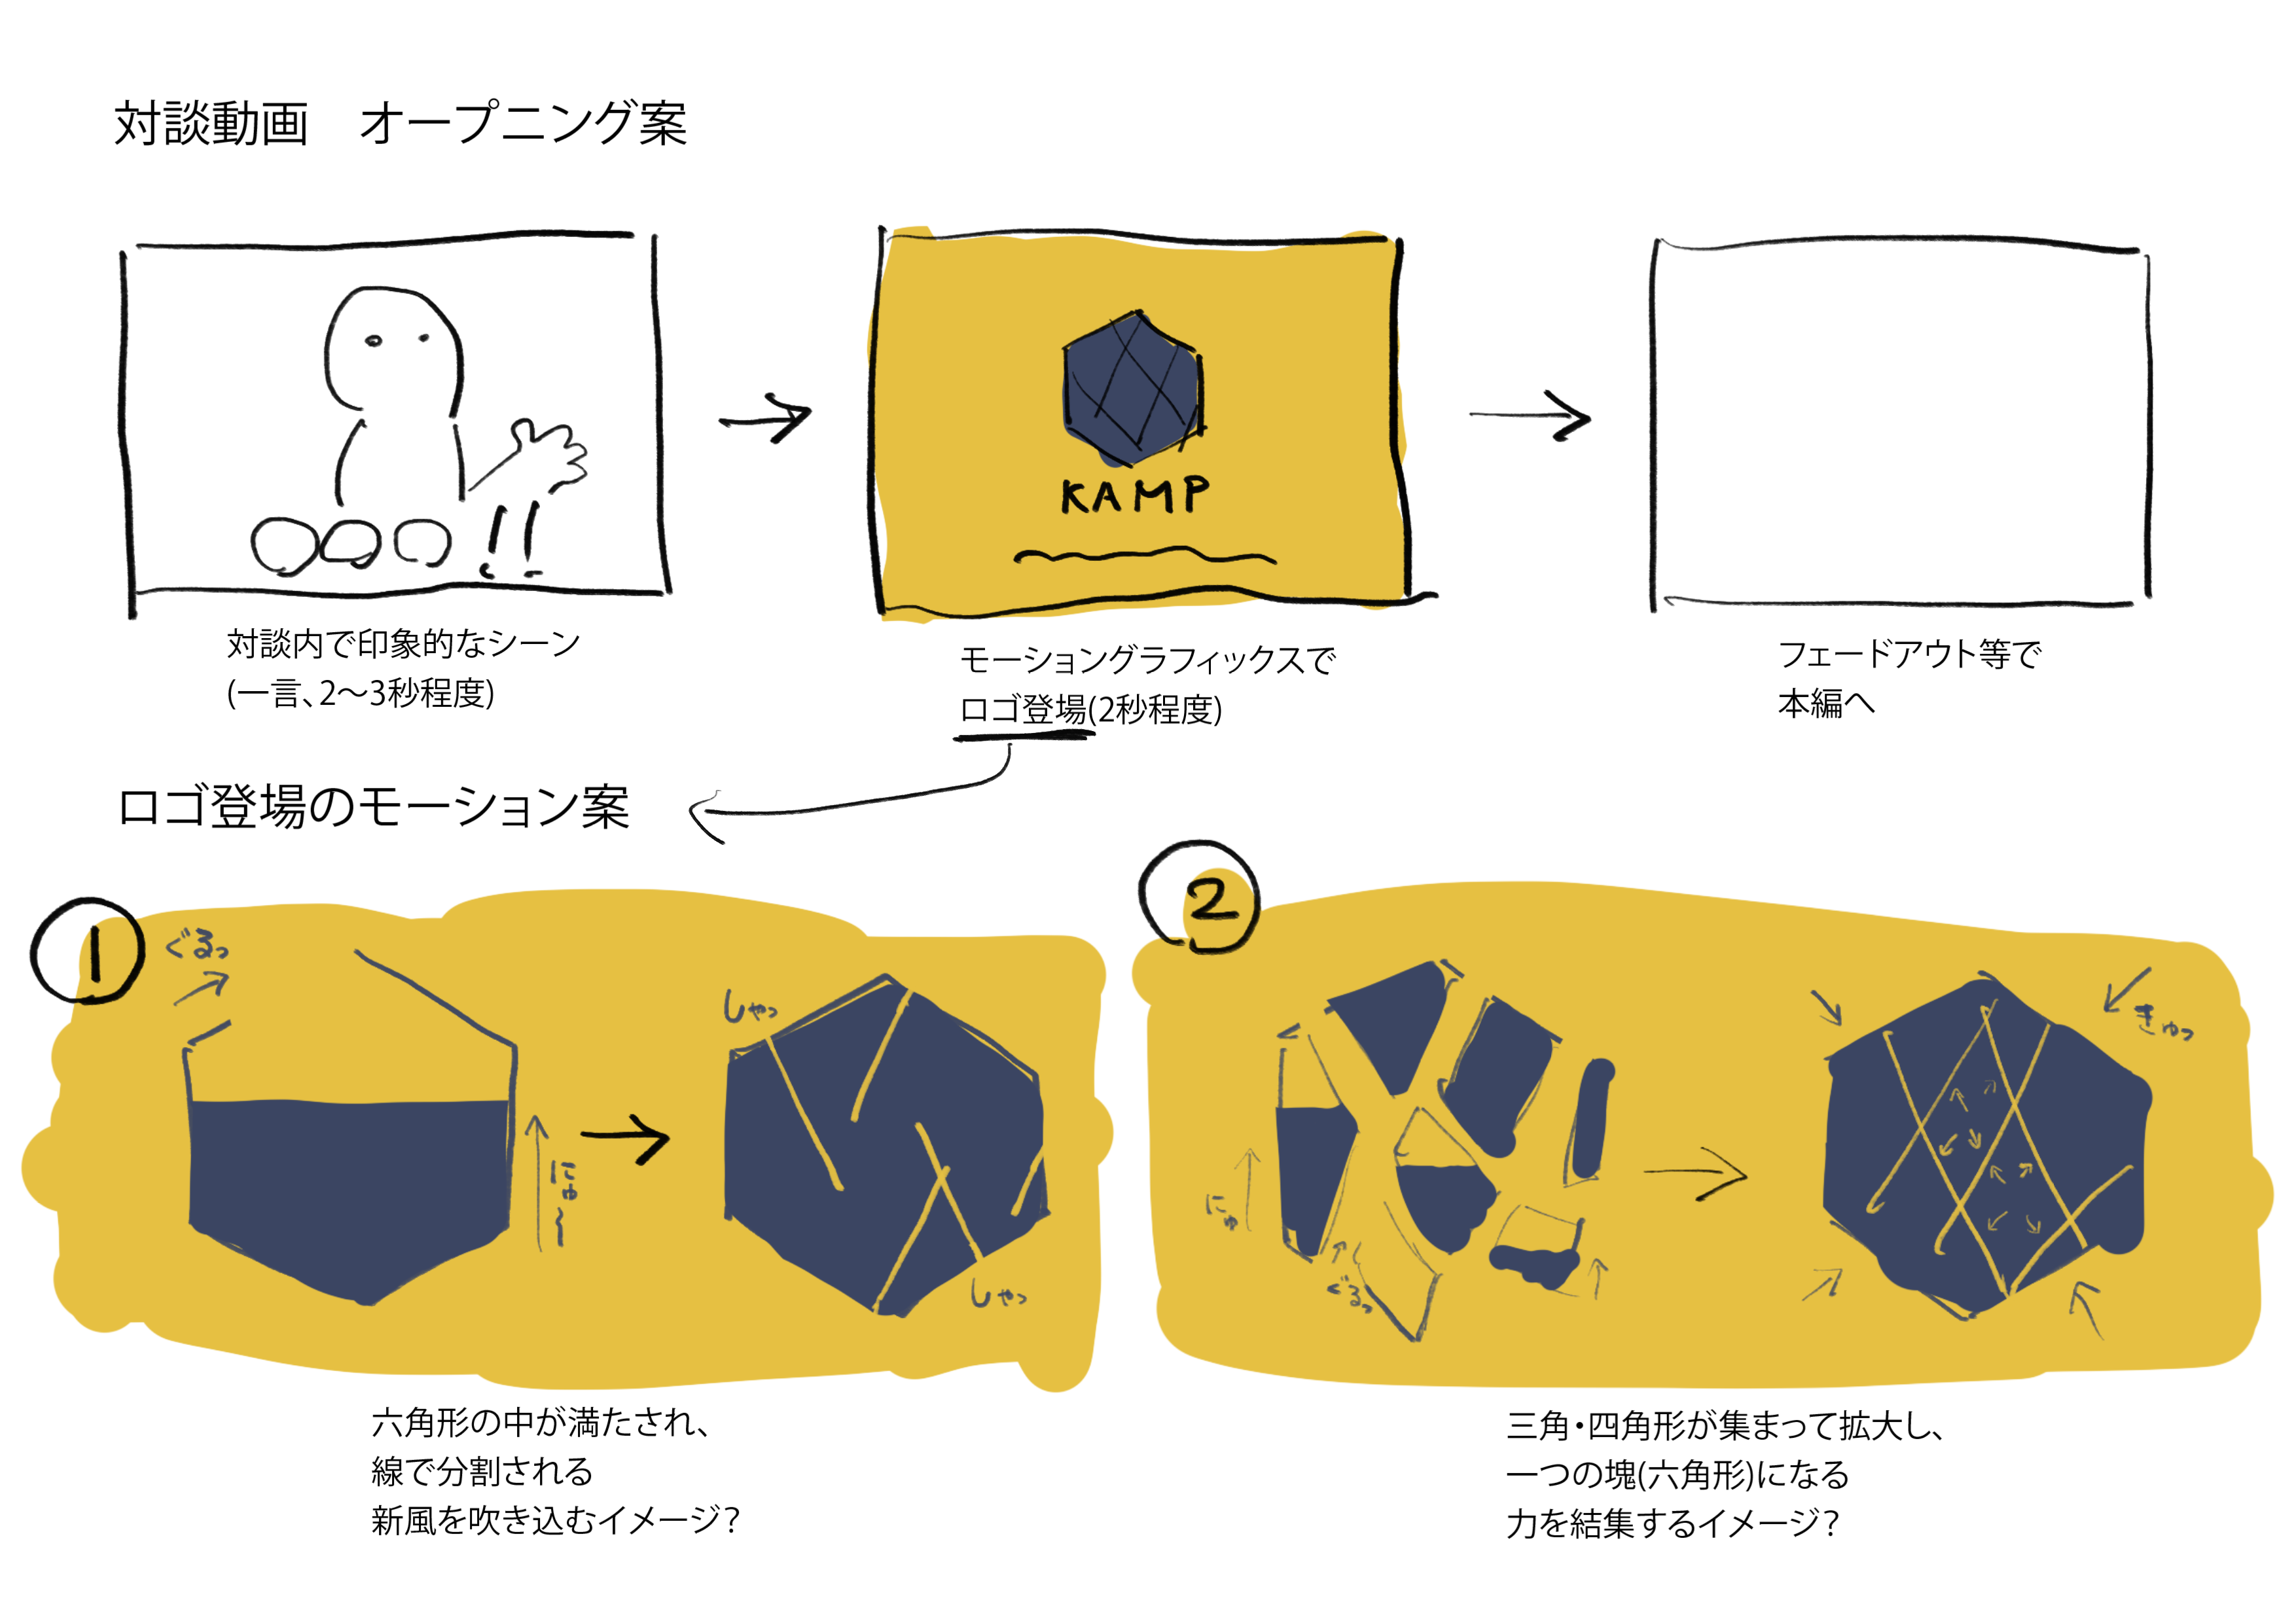 対談動画　オープニング案
KAMP
対談内で印象的なシーン
(一言、2〜3秒程度)
モーショングラフィックスで
ロゴ登場(2秒程度)
フェードアウト等で
本編へ
ロゴ登場のモーション案
1
ぐるっ
にゅ〜
しゃっ
しゃっ
六角形の中が満たされ、
線で分割される
新風を吹き込むイメージ？
2
にゅ
ぐるっ
きゅっ
三角・四角形が集まって拡大し、
一つの塊(六角形)になる
力を結集するイメージ？